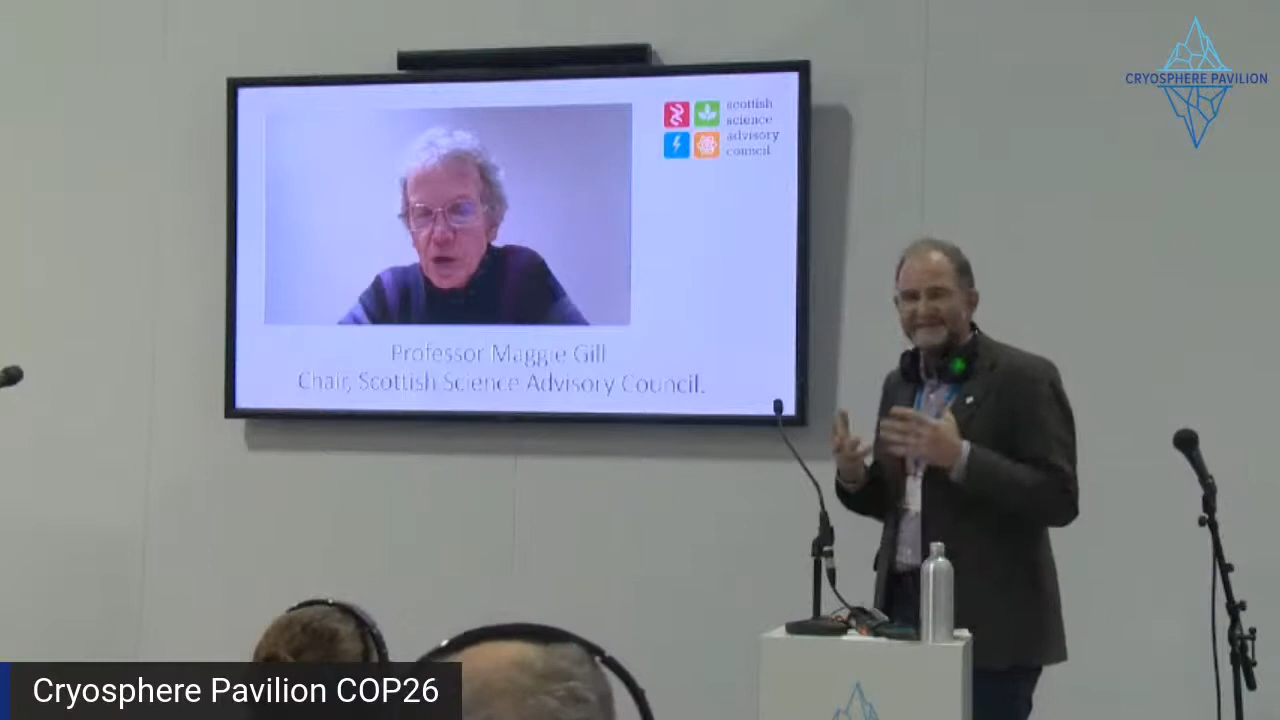 CRYOSPHERE PAVILION
scottish
science
advisory
council
Professor Maggie Gill
Chair, Scottish Science Advisory Council.
Cryosphere Pavilion COP26